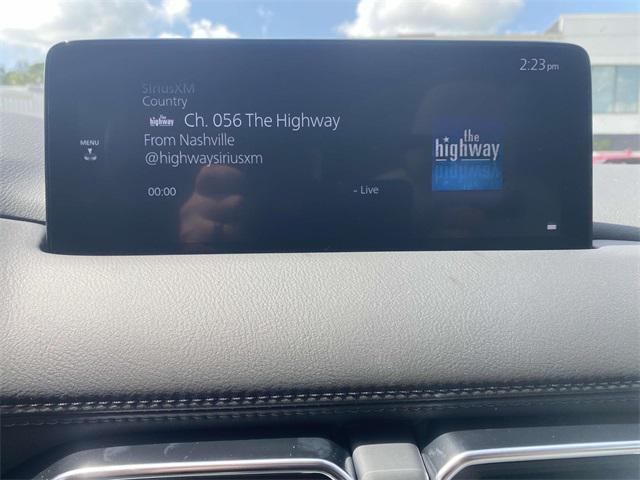 2:23 pm
SiriusXM
Country
the highway
Ch. 056 The Highway
MENU
From Nashville
@highwaysiriusxm
00:00
- Live
the
highway